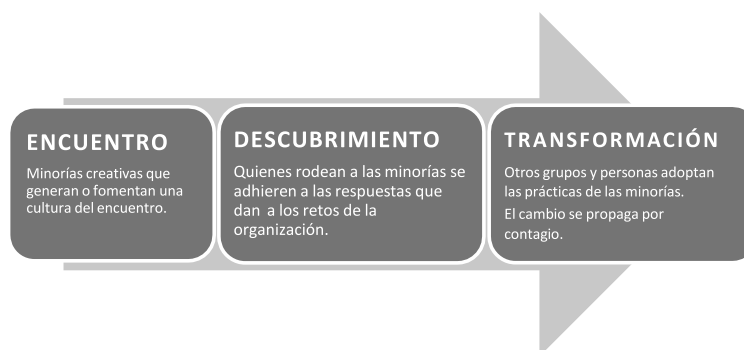 ENCUENTRO
Minorías creativas que
generan o fomentan una
cultura del encuentro.
DESCUBRIMIENTO
Quienes rodean a las minorías se
adhieren a las respuestas que
dan a los retos de la
organización.
TRANSFORMACIÓN
Otros grupos y personas adoptan
las prácticas de las minorías.
El cambio se propaga por
contagio.